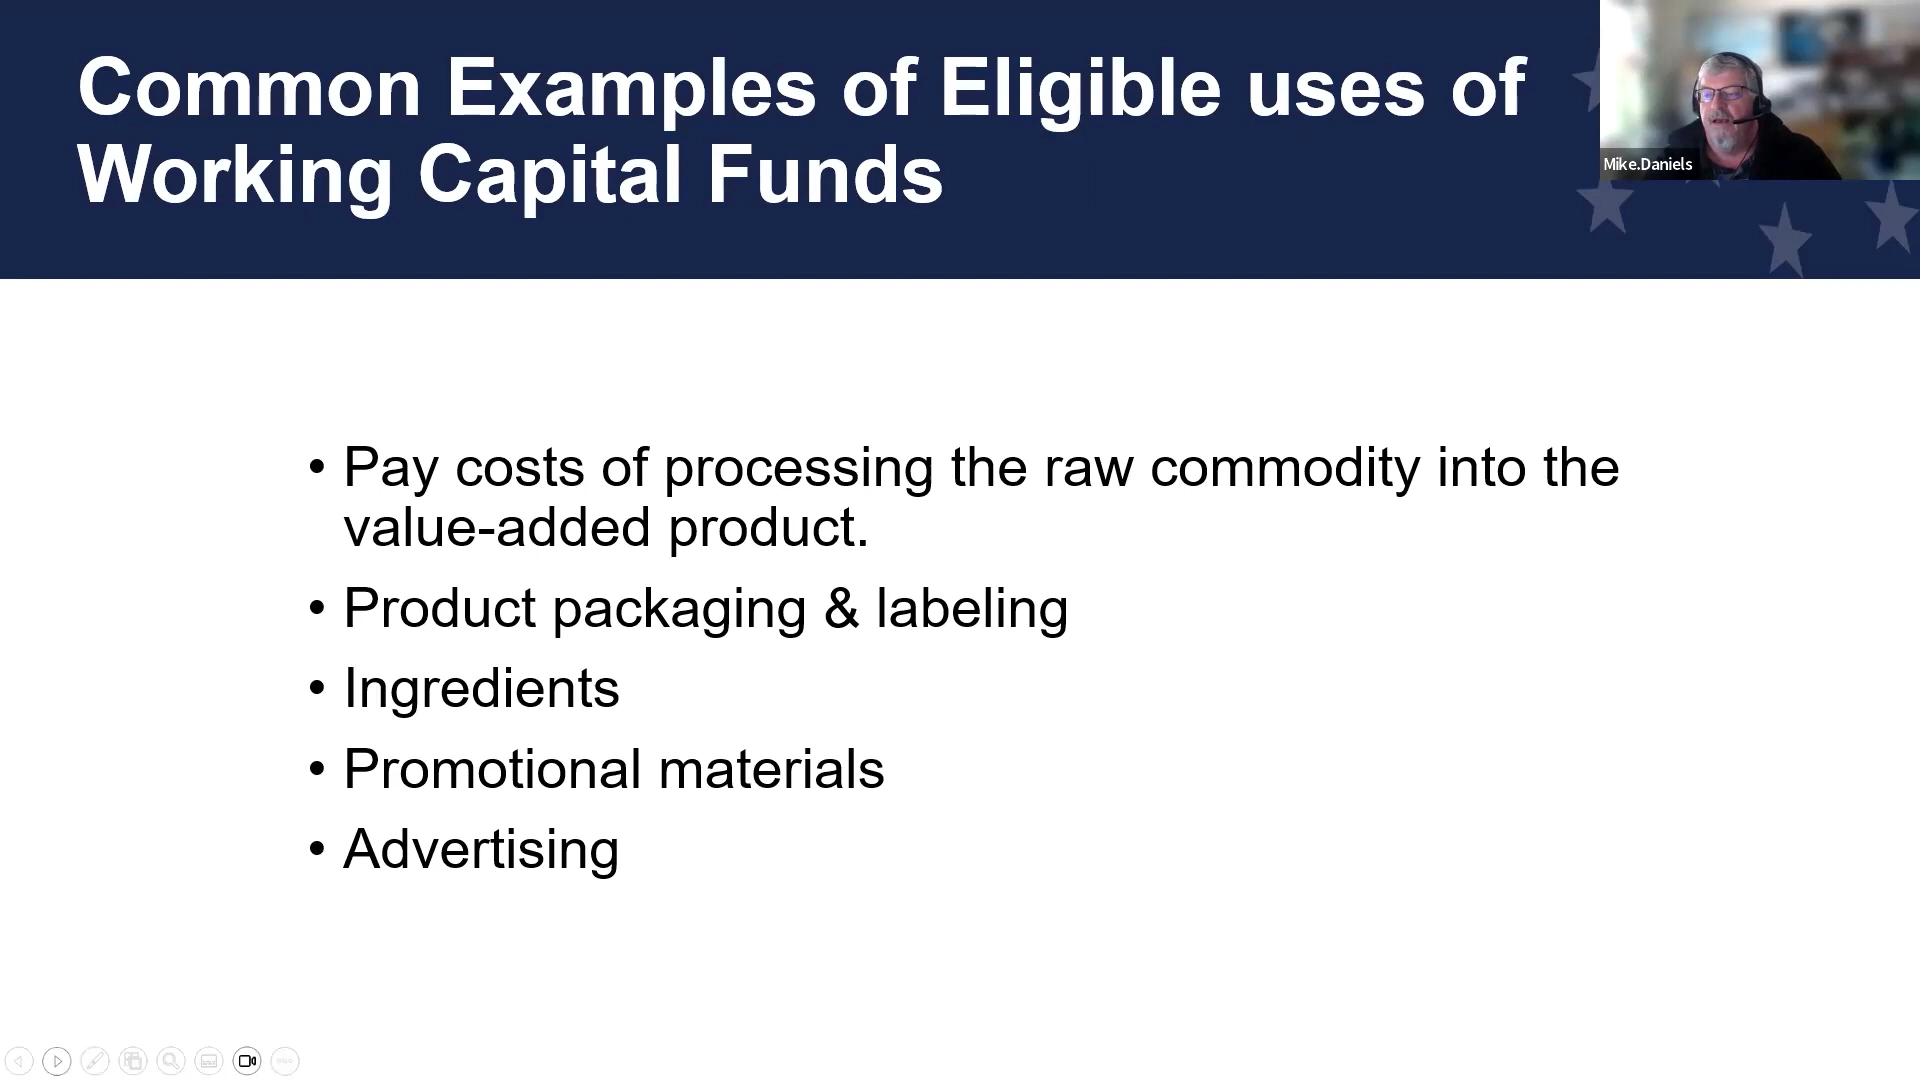 Common Examples of Eligible uses of
Working Capital Funds
Mike.Daniels
• Pay costs of processing the raw commodity into the
value-added product.
• Product packaging & labeling
• Ingredients
• Promotional materials
• Advertising